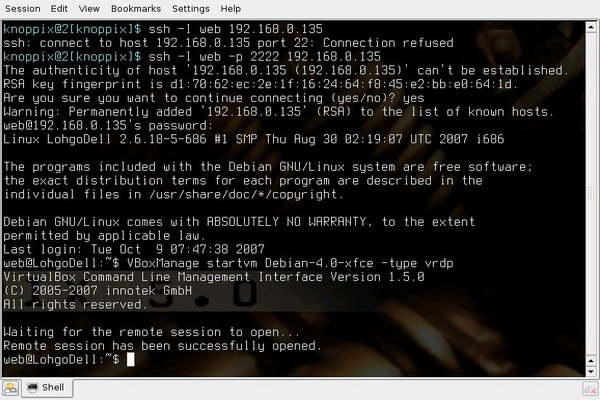 Session Edit View Bookmarks Settings Help
knoppix@2[knoppix]$ ssh -l web 192.168.0.135
ssh: connect to host 192.168.0.135 port 22: Connection refused
knoppix@2[knoppix]$ ssh -l web -p 2222 192.168.0.135
The authenticity of host '192.168.0.135 (192.168.0.135)' can't be established.
RSA key fingerprint is d1:70:62:ec:2e:1f:16:24:64:f8:45:e2:bb:e0:64:1d.
Are you sure you want to continue connecting (yes/no)? yes
Warning: Permanently added '192.168.0.135' (RSA) to the list of known hosts.
web@192.168.0.135's password:
Linux LohgoDell 2.6.18-5-686 #1 SMP Thu Aug 30 02:19:07 UTC 2007 i686
The programs included with the Debian GNU/Linux system are free software;
the exact distribution terms for each program are described in the
individual files in /usr/share/doc/*/copyright.
Debian GNU/Linux comes with ABSOLUTELY NO WARRANTY, to the extent
permitted by applicable law.
Last login: Tue Oct  9 07:47:38 2007
web@LohgoDell:~$ VBoxManage startvm Debian-4.0-xfce -type vrdp
VirtualBox Command Line Management Interface Version 1.5.0
(C) 2005-2007 innotek GmbH
All rights reserved.
Waiting for the remote session to open...
Remote session has been successfully opened.
web@LohgoDell:~$
Shell